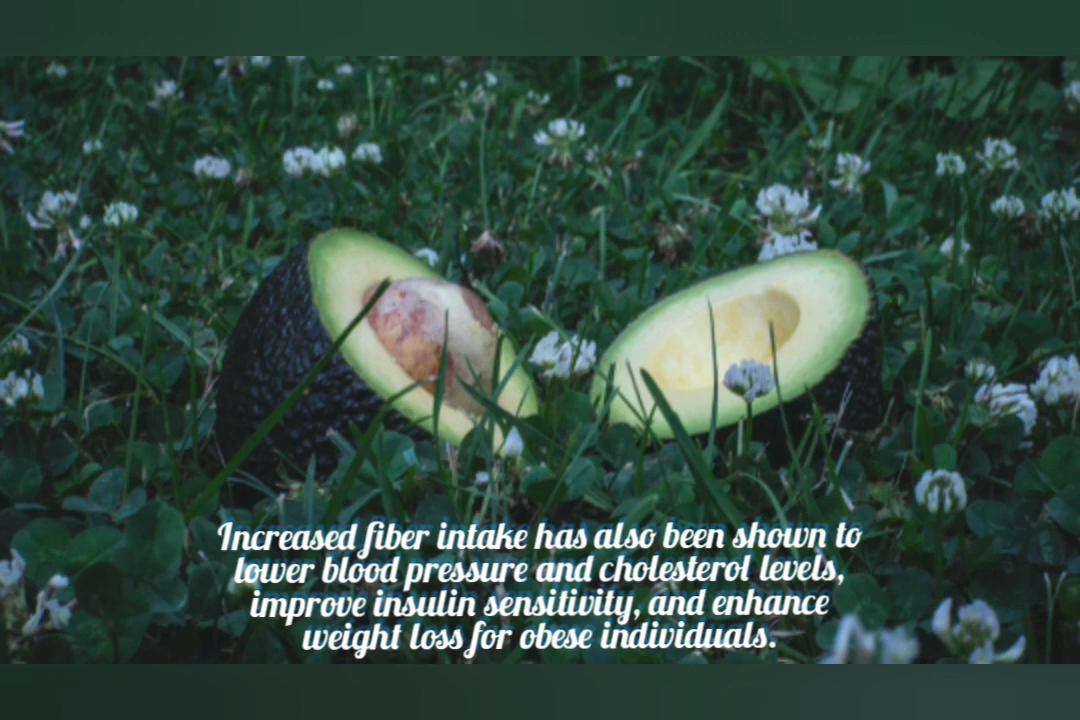 Increased fiber intake has also been shown to
lower blood pressure and cholesterol levels,
improve insulin sensitivity, and enhance
weight loss for obese individuals.